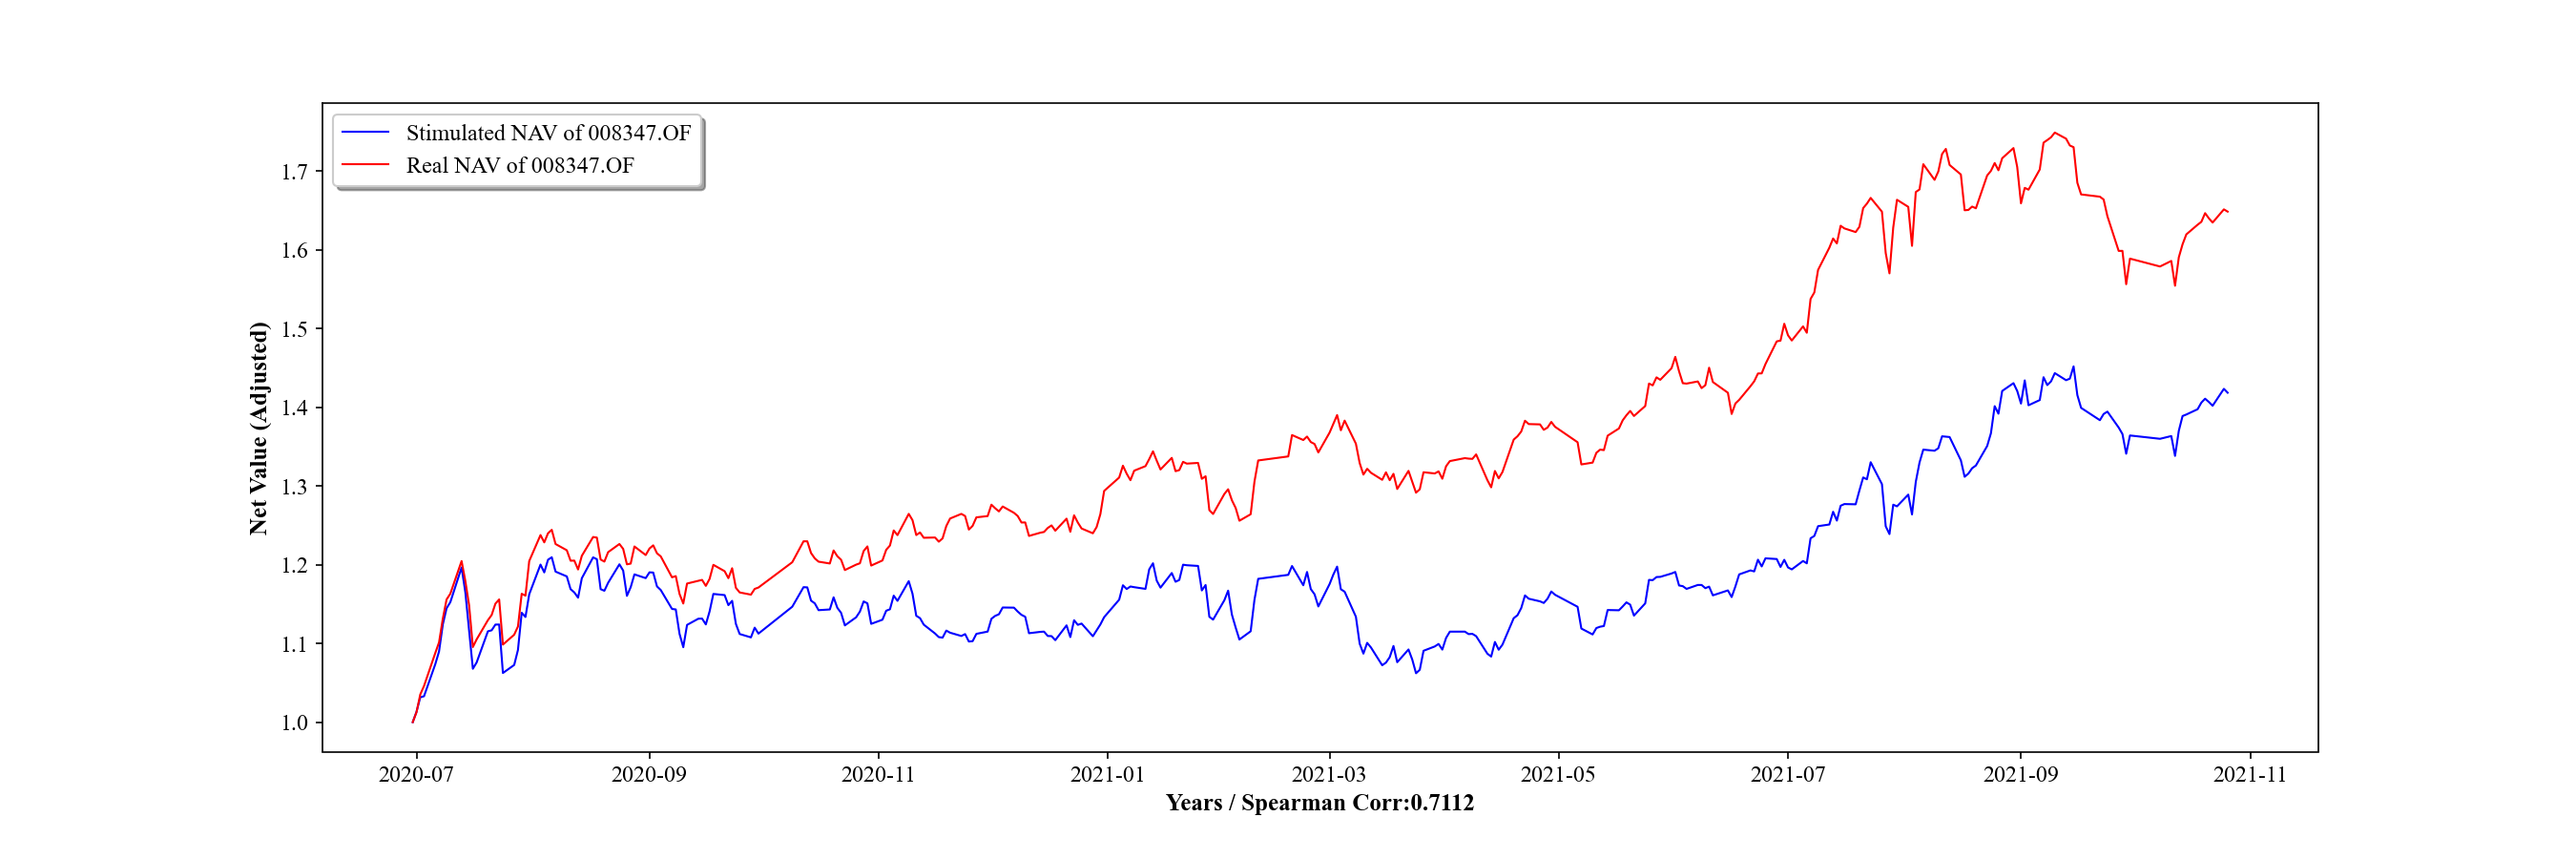 Stimulated NAV of 008347.OF
Real NAV of 008347.OF
1.7
1.6
1.5
1.4
1.3
1.2
1.1
1.0
Net Value (Adjusted)
2020-07 2020-09 2020-11 2021-01 2021-03 2021-05 2021-07 2021-09 2021-11
Years / Spearman Corr:0.7112